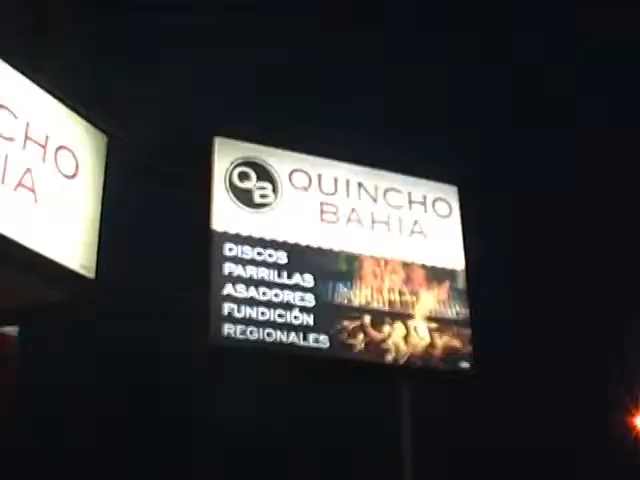 CHO
IA
QB
QUINCHO
BAHIA
DISCOS
PARRILLAS
ASADORES
FUNDICIÓN
REGIONALES